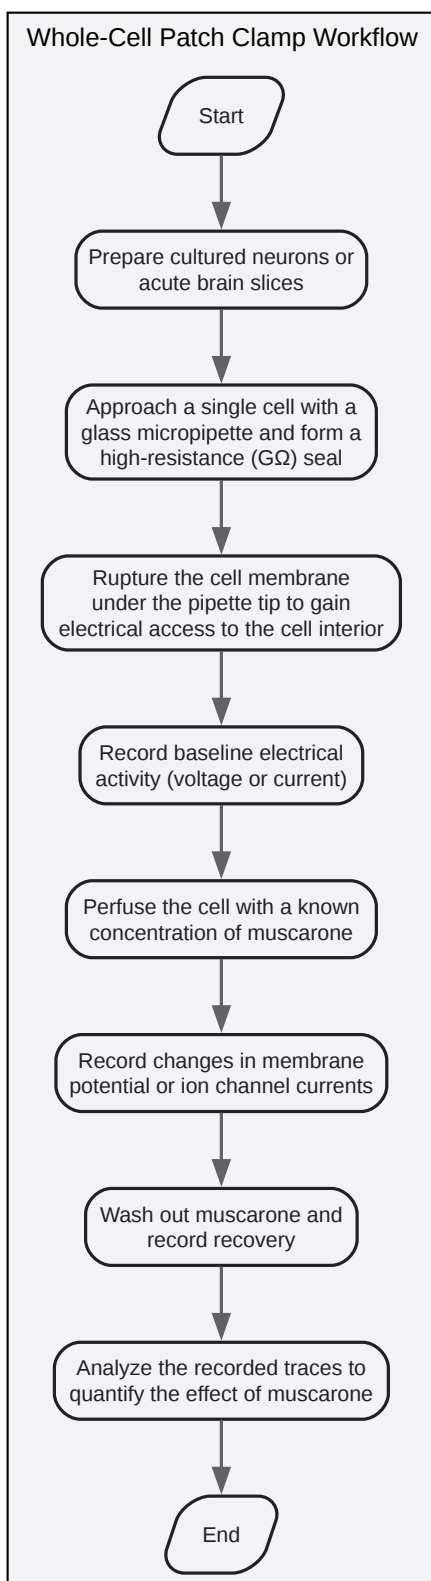 Whole-Cell Patch Clamp Workflow
Start
Prepare cultured neurons or
acute brain slices
Approach a single cell with a
glass micropipette and form a
high-resistance (GΩ) seal
Rupture the cell membrane
under the pipette tip to gain
electrical access to the cell interior
Record baseline electrical
activity (voltage or current)
Perfuse the cell with a known
concentration of muscarone
Record changes in membrane
potential or ion channel currents
Wash out muscarone and
record recovery
Analyze the recorded traces to
quantify the effect of muscarone
End